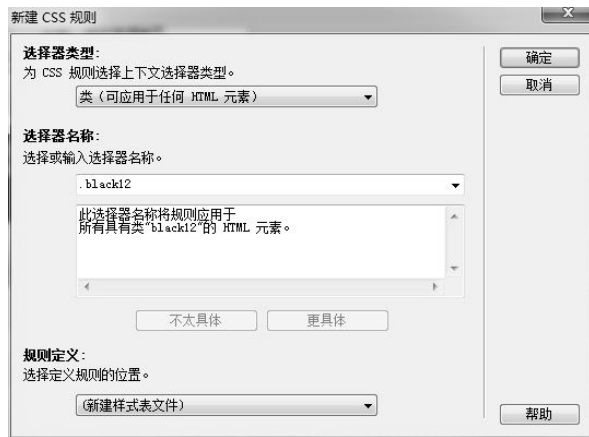 新建 CSS 规则
选择器类型:
为 CSS 规则选择上下文选择器类型。
类（可应用于任何 HTML 元素）
确定
取消
选择器名称:
选择或输入选择器名称。
.black12
此选择器名称将规则应用于
所有具有类"black12"的 HTML 元素。
不太具体
更具体
规则定义:
选择定义规则的位置。
(新建样式表文件)
帮助